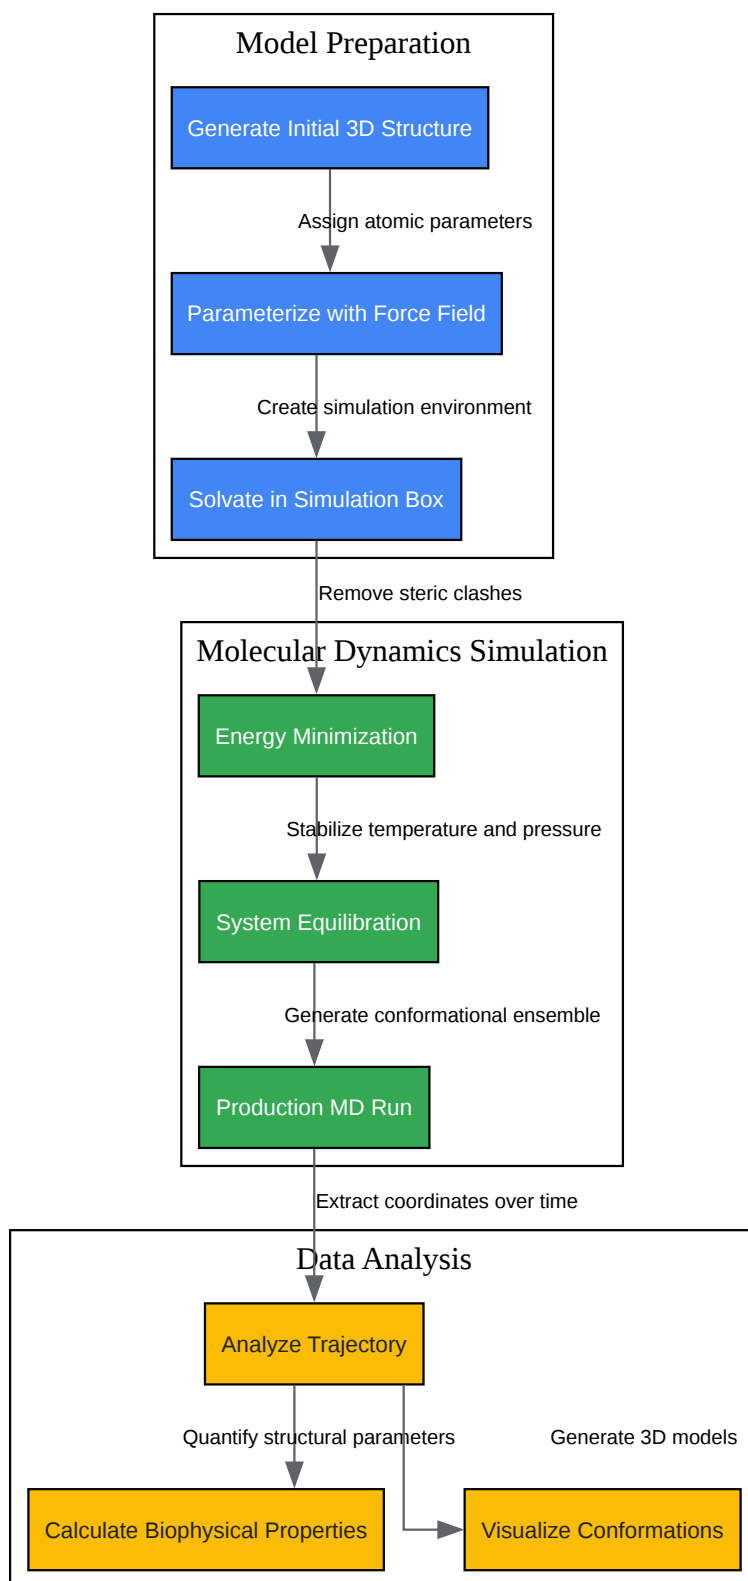 Model Preparation
Generate Initial 3D Structure
Assign atomic parameters
Parameterize with Force Field
Create simulation environment
Solvate in Simulation Box
Remove steric clashes
Molecular Dynamics Simulation
Energy Minimization
Stabilize temperature and pressure
System Equilibration
Generate conformational ensemble
Production MD Run
Extract coordinates over time
Data Analysis
Analyze Trajectory
Quantify structural parameters
Generate 3D models
Calculate Biophysical Properties
Visualize Conformations